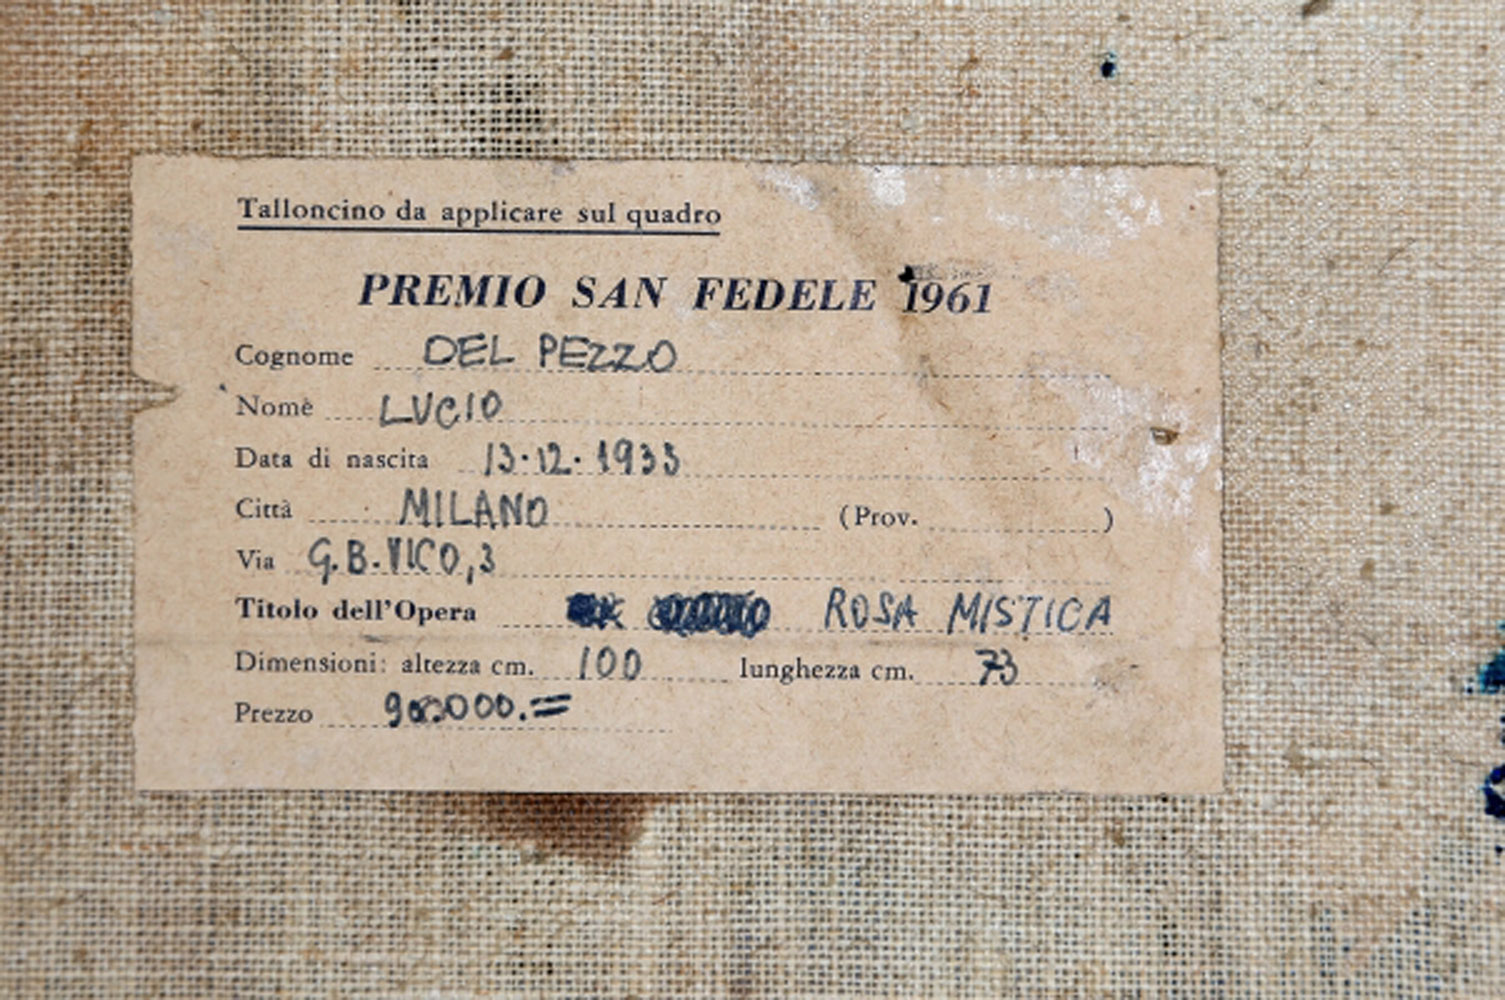 Talloncino da applicare sul quadro
PREMIO SAN FEDELE 1961
Cognome DEL PEZZO
Nome LUCIO
Data di nascita 13·12·1933
Città MILANO (Prov. )
Via G.B.VICO,3
Titolo dell'Opera ROSA MISTICA
Dimensioni: altezza cm. 100 lunghezza cm. 73
Prezzo